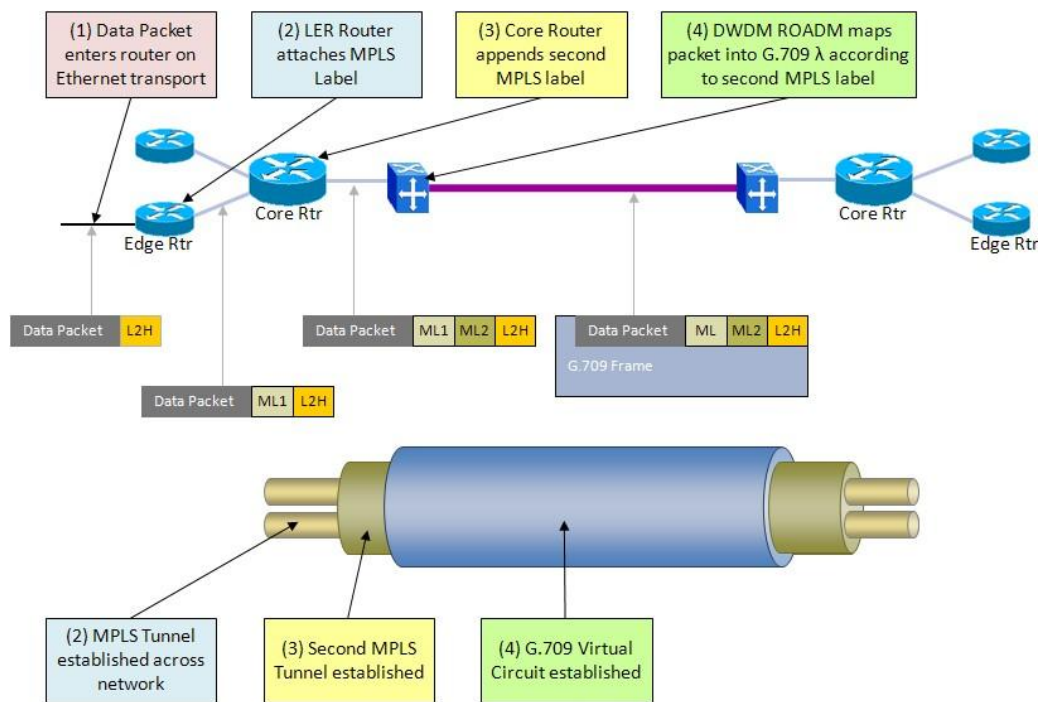 (1) Data Packet
enters router on
Ethernet transport
(2) LER Router
attaches MPLS
Label
(3) Core Router
appends second
MPLS label
(4) DWDM ROADM maps
packet into G.709 λ according
to second MPLS label
Core Rtr
Edge Rtr
Core Rtr
Edge Rtr
Data Packet L2H
Data Packet ML1 L2H
Data Packet ML1 ML2 L2H
Data Packet ML ML2 L2H
G.709 Frame
(2) MPLS Tunnel
established across
network
(3) Second MPLS
Tunnel established
(4) G.709 Virtual
Circuit established